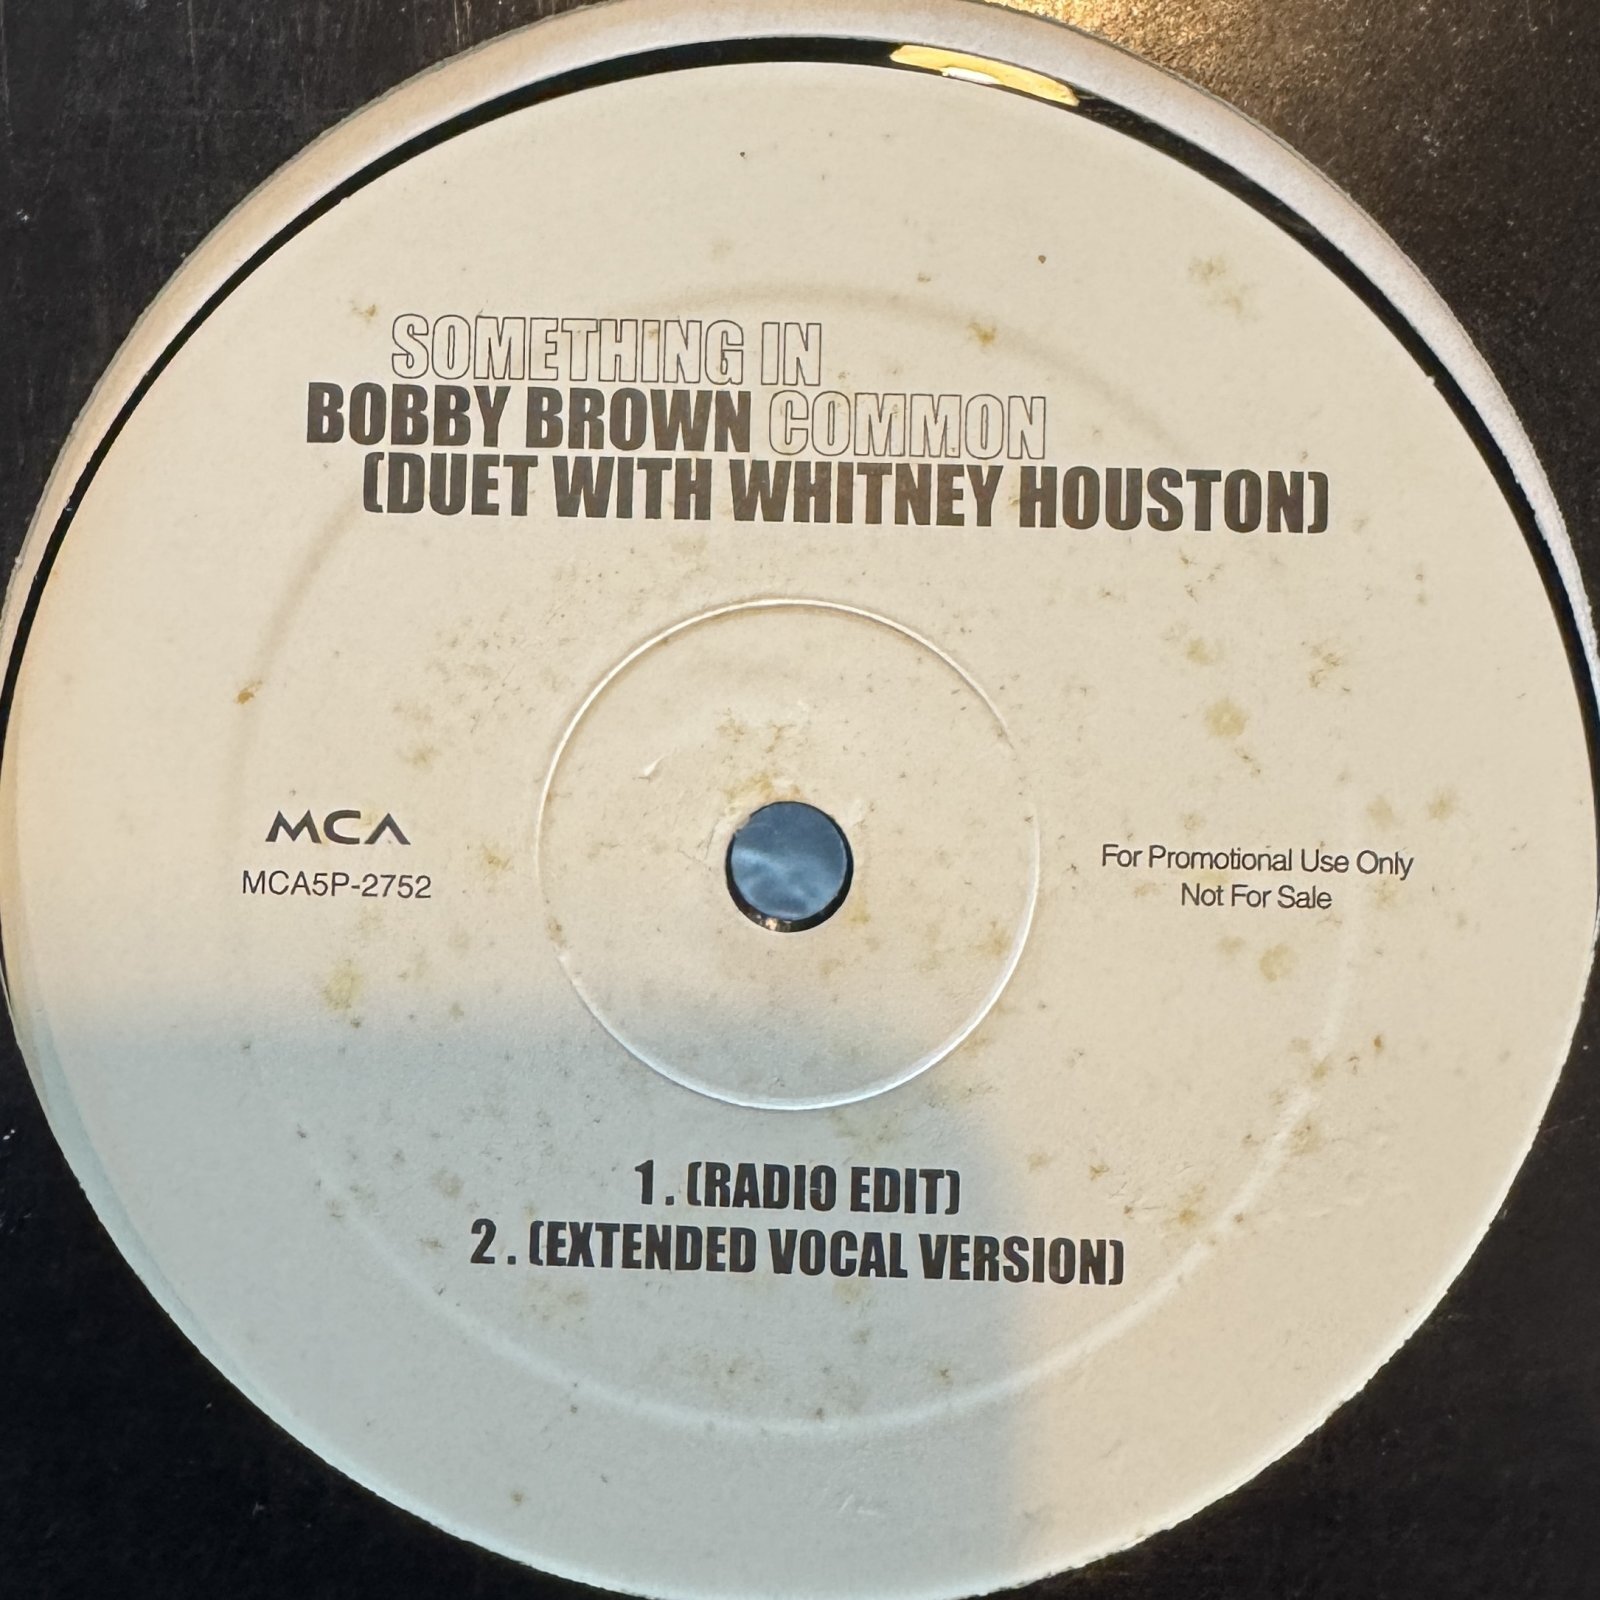 SOMETHING IN
BOBBY BROWN COMMON
(DUET WITH WHITNEY HOUSTON)
MCA
MCA5P-2752
For Promotional Use Only
Not For Sale
1. (RADIO EDIT)
2. (EXTENDED VOCAL VERSION)